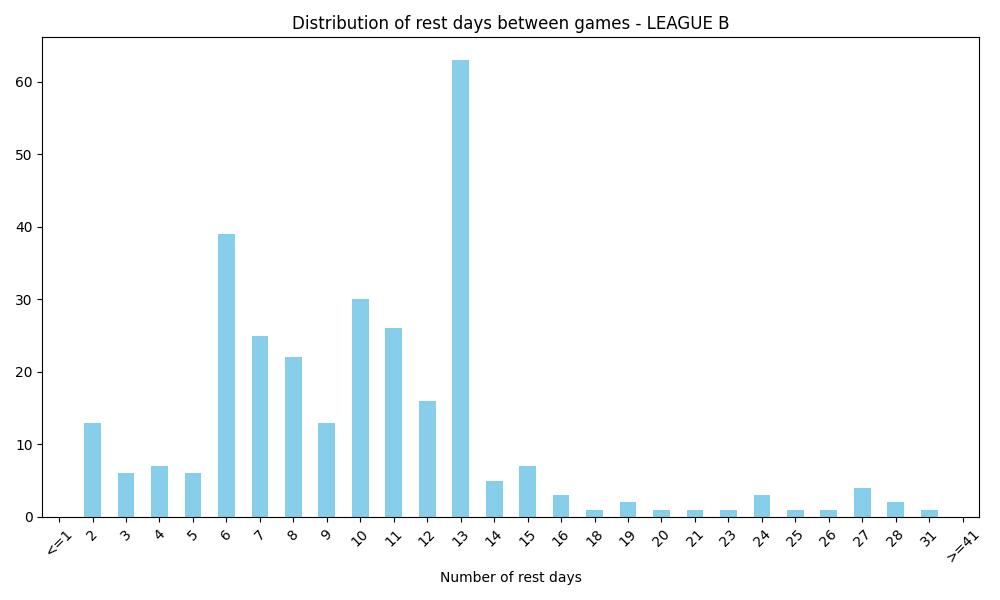 Distribution of rest days between games - LEAGUE B
60
50
40
30
20
10
0
<=1 2 3 4 5 6 7 8 9 10 11 12 13 14 15 16 18 19 20 21 23 24 25 26 27 28 31 >=41
Number of rest days